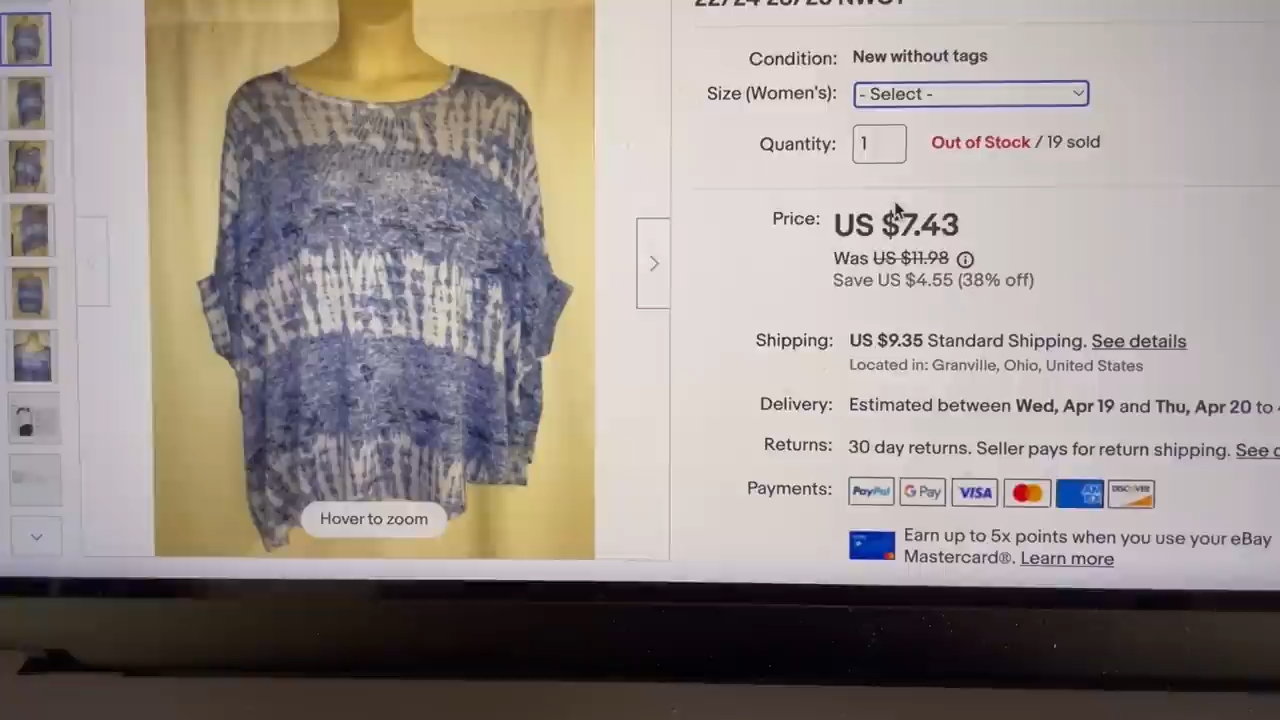 Condition: New without tags
Size (Women's): - Select -
Quantity: 1 Out of Stock / 19 sold
Price: US $7.43
Was US $11.98
Save US $4.55 (38% off)
Shipping: US $9.35 Standard Shipping. See details
Located in: Granville, Ohio, United States
Delivery: Estimated between Wed, Apr 19 and Thu, Apr 20 to
Returns: 30 day returns. Seller pays for return shipping. See
Payments: PayPal G Pay VISA DISCOVER
Earn up to 5x points when you use your eBay
Mastercard®. Learn more
Hover to zoom